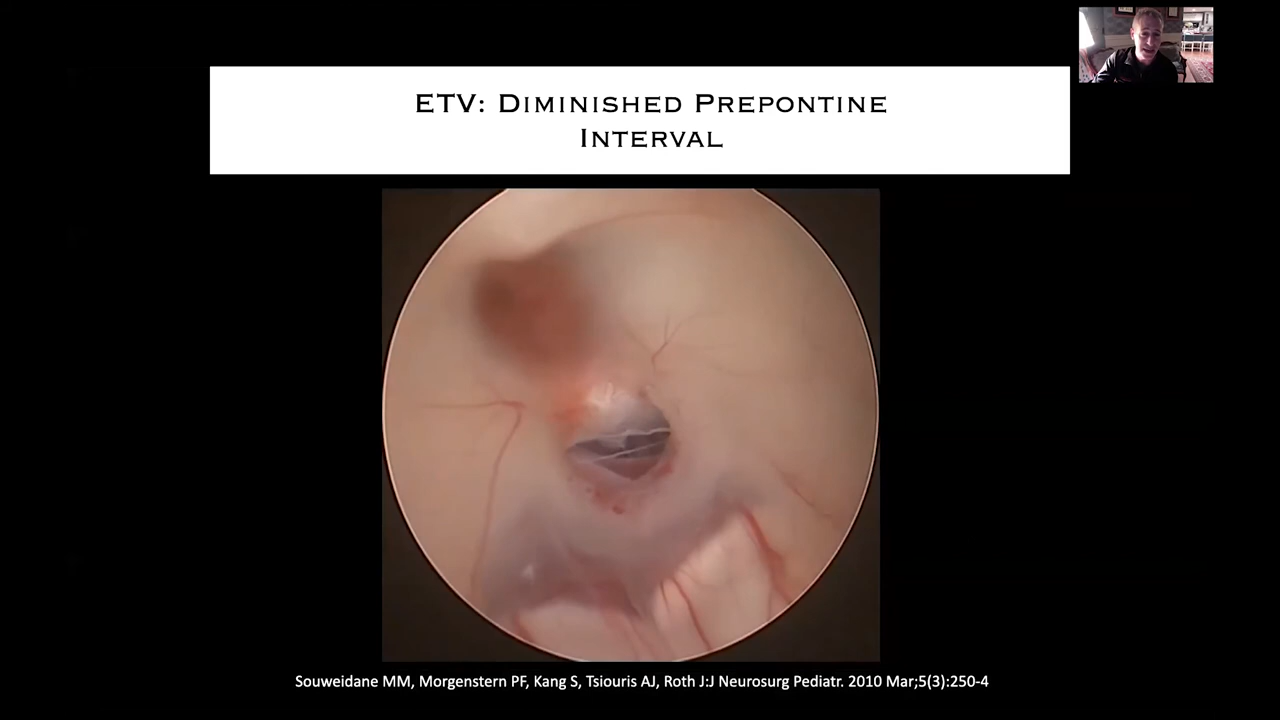 ETV: DIMINISHED PREPONTINE
INTERVAL
Souweidane MM, Morgenstern PF, Kang S, Tsiouris AJ, Roth J:J Neurosurg Pediatr. 2010 Mar;5(3):250-4